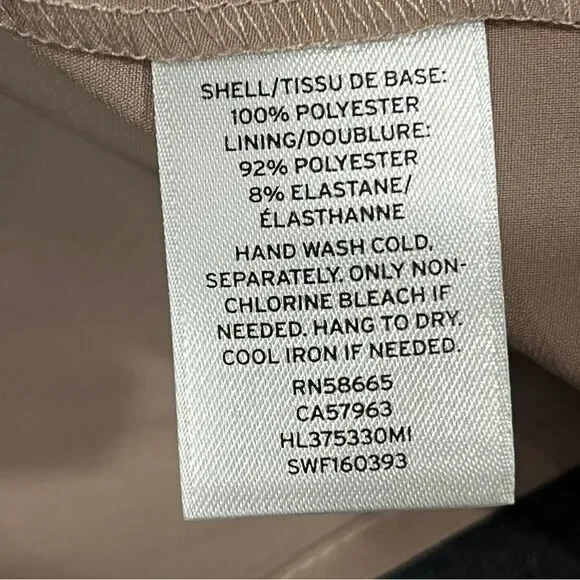 SHELL/TISSU DE BASE:
100% POLYESTER
LINING/DOUBLURE:
92% POLYESTER
8% ELASTANE/
ÉLASTHANNE
HAND WASH COLD,
SEPARATELY. ONLY NON-
CHLORINE BLEACH IF
NEEDED. HANG TO DRY.
COOL IRON IF NEEDED.
RN58665
CA57963
HL375330MI
SWF160393